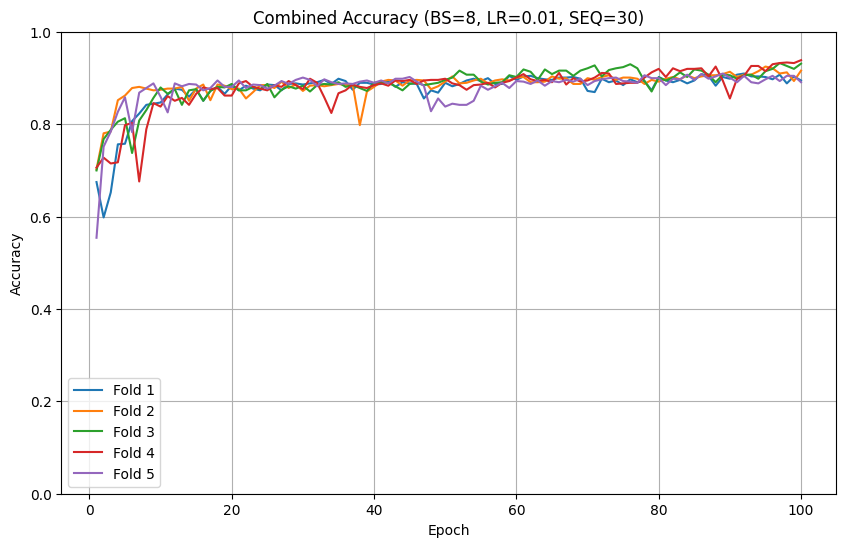 Combined Accuracy (BS=8, LR=0.01, SEQ=30)
1.0
0.8
0.6
0.4
0.2
0.0
Accuracy
Fold 1
Fold 2
Fold 3
Fold 4
Fold 5
0 20 40 60 80 100
Epoch